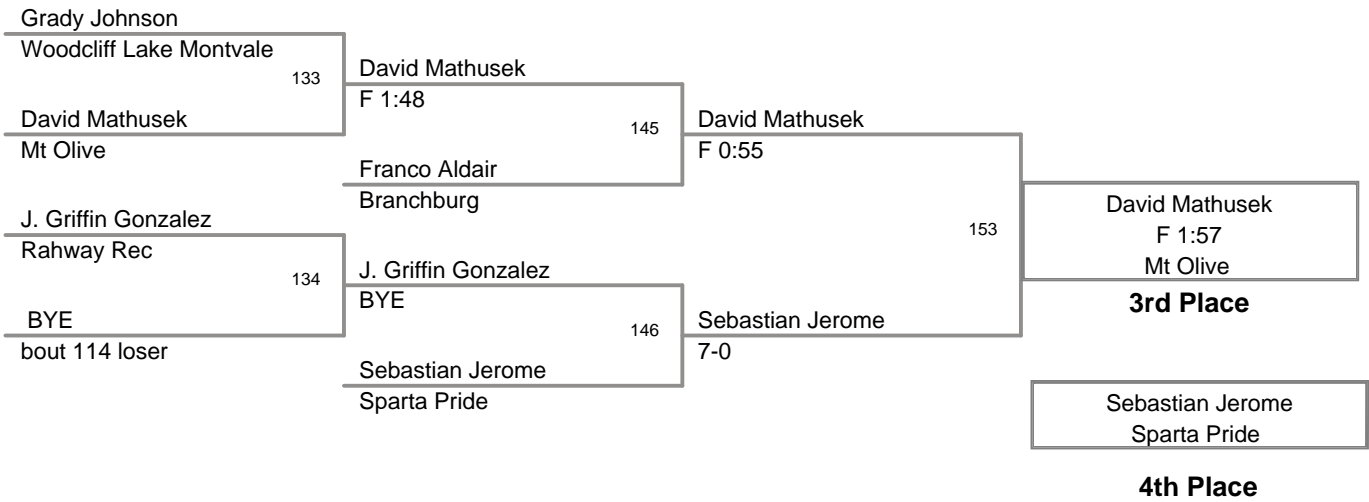 Grady Johnson
Woodcliff Lake Montvale
133
David Mathusek
Mt Olive
David Mathusek
F 1:48
145
Franco Aldair
Branchburg
David Mathusek
F 0:55
J. Griffin Gonzalez
Rahway Rec
134
BYE
bout 114 loser
J. Griffin Gonzalez
BYE
146
Sebastian Jerome
Sparta Pride
Sebastian Jerome
7-0
153
David Mathusek
F 1:57
Mt Olive
3rd Place
Sebastian Jerome
Sparta Pride
4th Place